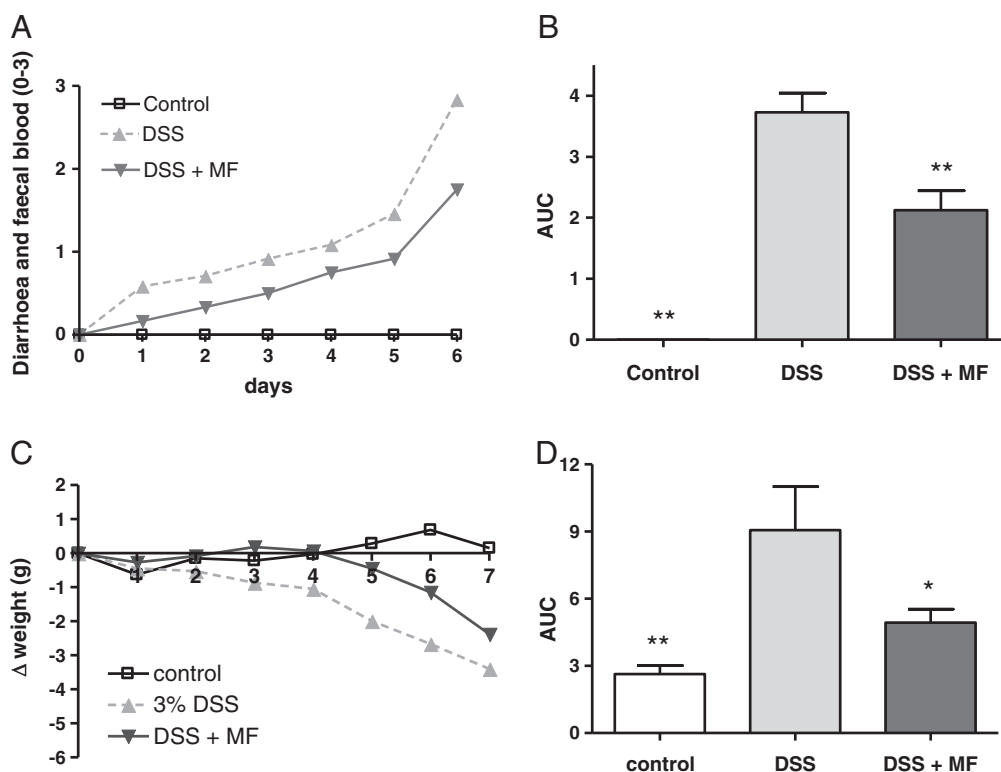 A
Diarrhoea and faecal blood (0-3)
3
2
1
0
Control
DSS
DSS + MF
0 1 2 3 4 5 6
days
B
AUC
4
3
2
1
0
**
**
Control DSS DSS + MF
C
Δ weight (g)
2
1
0
-1
-2
-3
-4
-5
-6
1 2 3 4 5 6 7
control
3% DSS
DSS + MF
D
AUC
12
9
6
3
0
**
*
control DSS DSS + MF